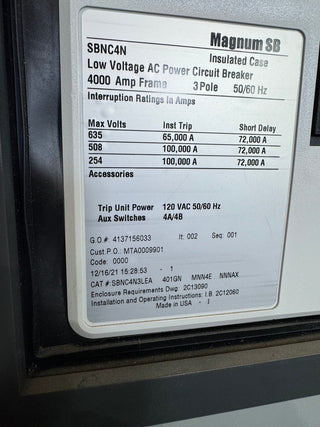 Magnum SB
SBNC4N Insulated Case
Low Voltage AC Power Circuit Breaker
4000 Amp Frame 3 Pole 50/60 Hz
Interruption Ratings In Amps
Max Volts Inst Trip Short Delay
635 65,000 A 72,000 A
508 100,000 A 72,000 A
254 100,000 A 72,000 A
Accessories
Trip Unit Power 120 VAC 50/60 Hz
Aux Switches 4A/4B
G.O.#: 4137156033 It: 002 Seq: 001
Cust P.O.: MTA0009901
Code: 0000
12/16/21 15:28:53 - 1
CAT #:SBNC4N3LEA 401GN MNN4E NNNAX
Enclosure Requirements Dwg: 2C13090
Installation and Operating Instructions: I.B. 2C12060
Made in USA - I